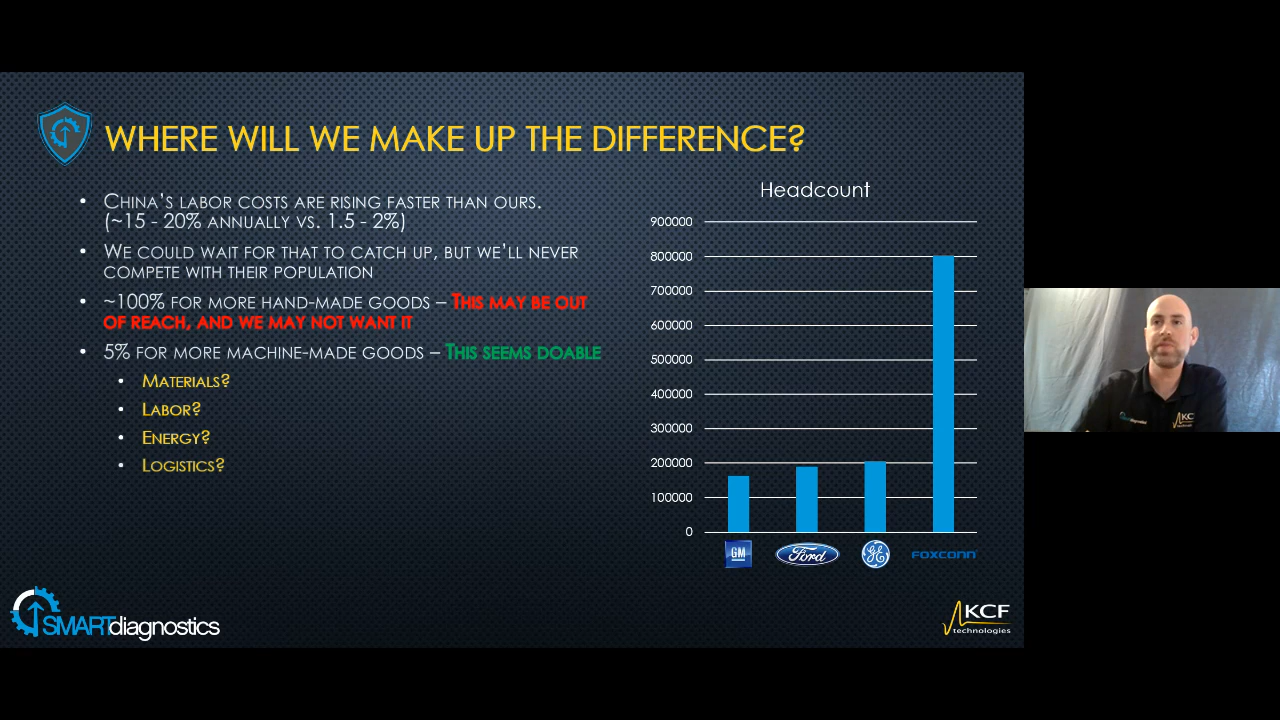 WHERE WILL WE MAKE UP THE DIFFERENCE?
• China's labor costs are rising faster than ours.
(~15 - 20% annually vs. 1.5 - 2%)
• We could wait for that to catch up, but we'll never
compete with their population
• ~100% for more hand-made goods – This may be out
of reach, and we may not want it
• 5% for more machine-made goods – This seems doable
• Materials?
• Labor?
• Energy?
• Logistics?
Headcount
900000
800000
700000
600000
500000
400000
300000
200000
100000
0
GM
Ford
GE
FOXCONN
SMARTdiagnostics
KCF
technologies
KCF